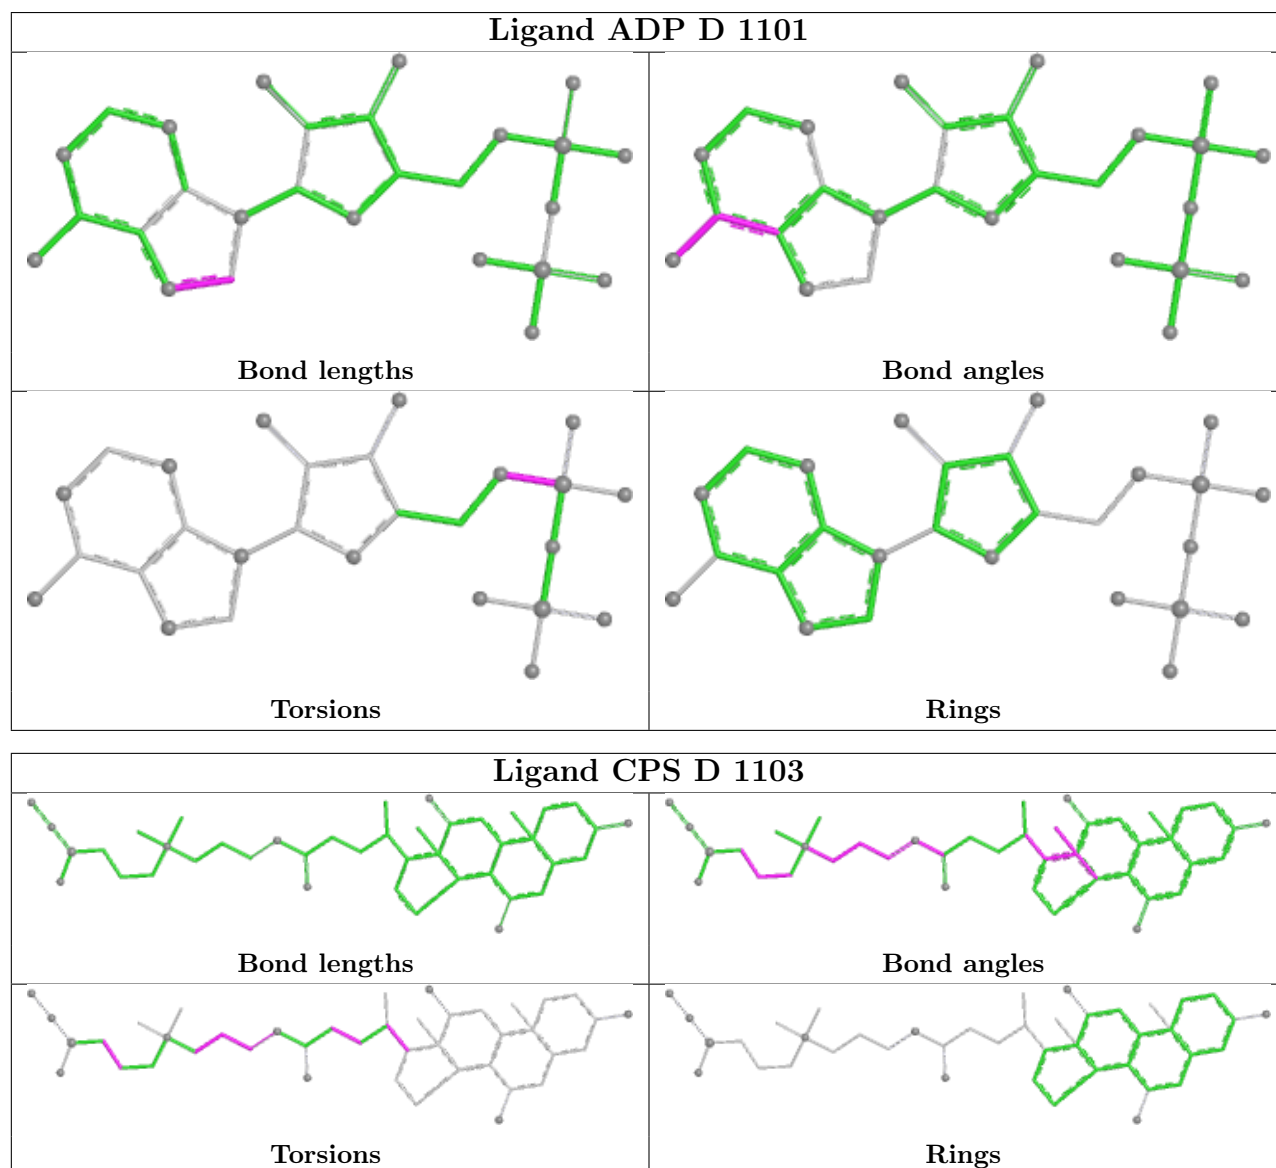 Ligand ADP D 1101
Bond lengths
Bond angles
Torsions
Rings
Ligand CPS D 1103
Bond lengths
Bond angles
Torsions
Rings